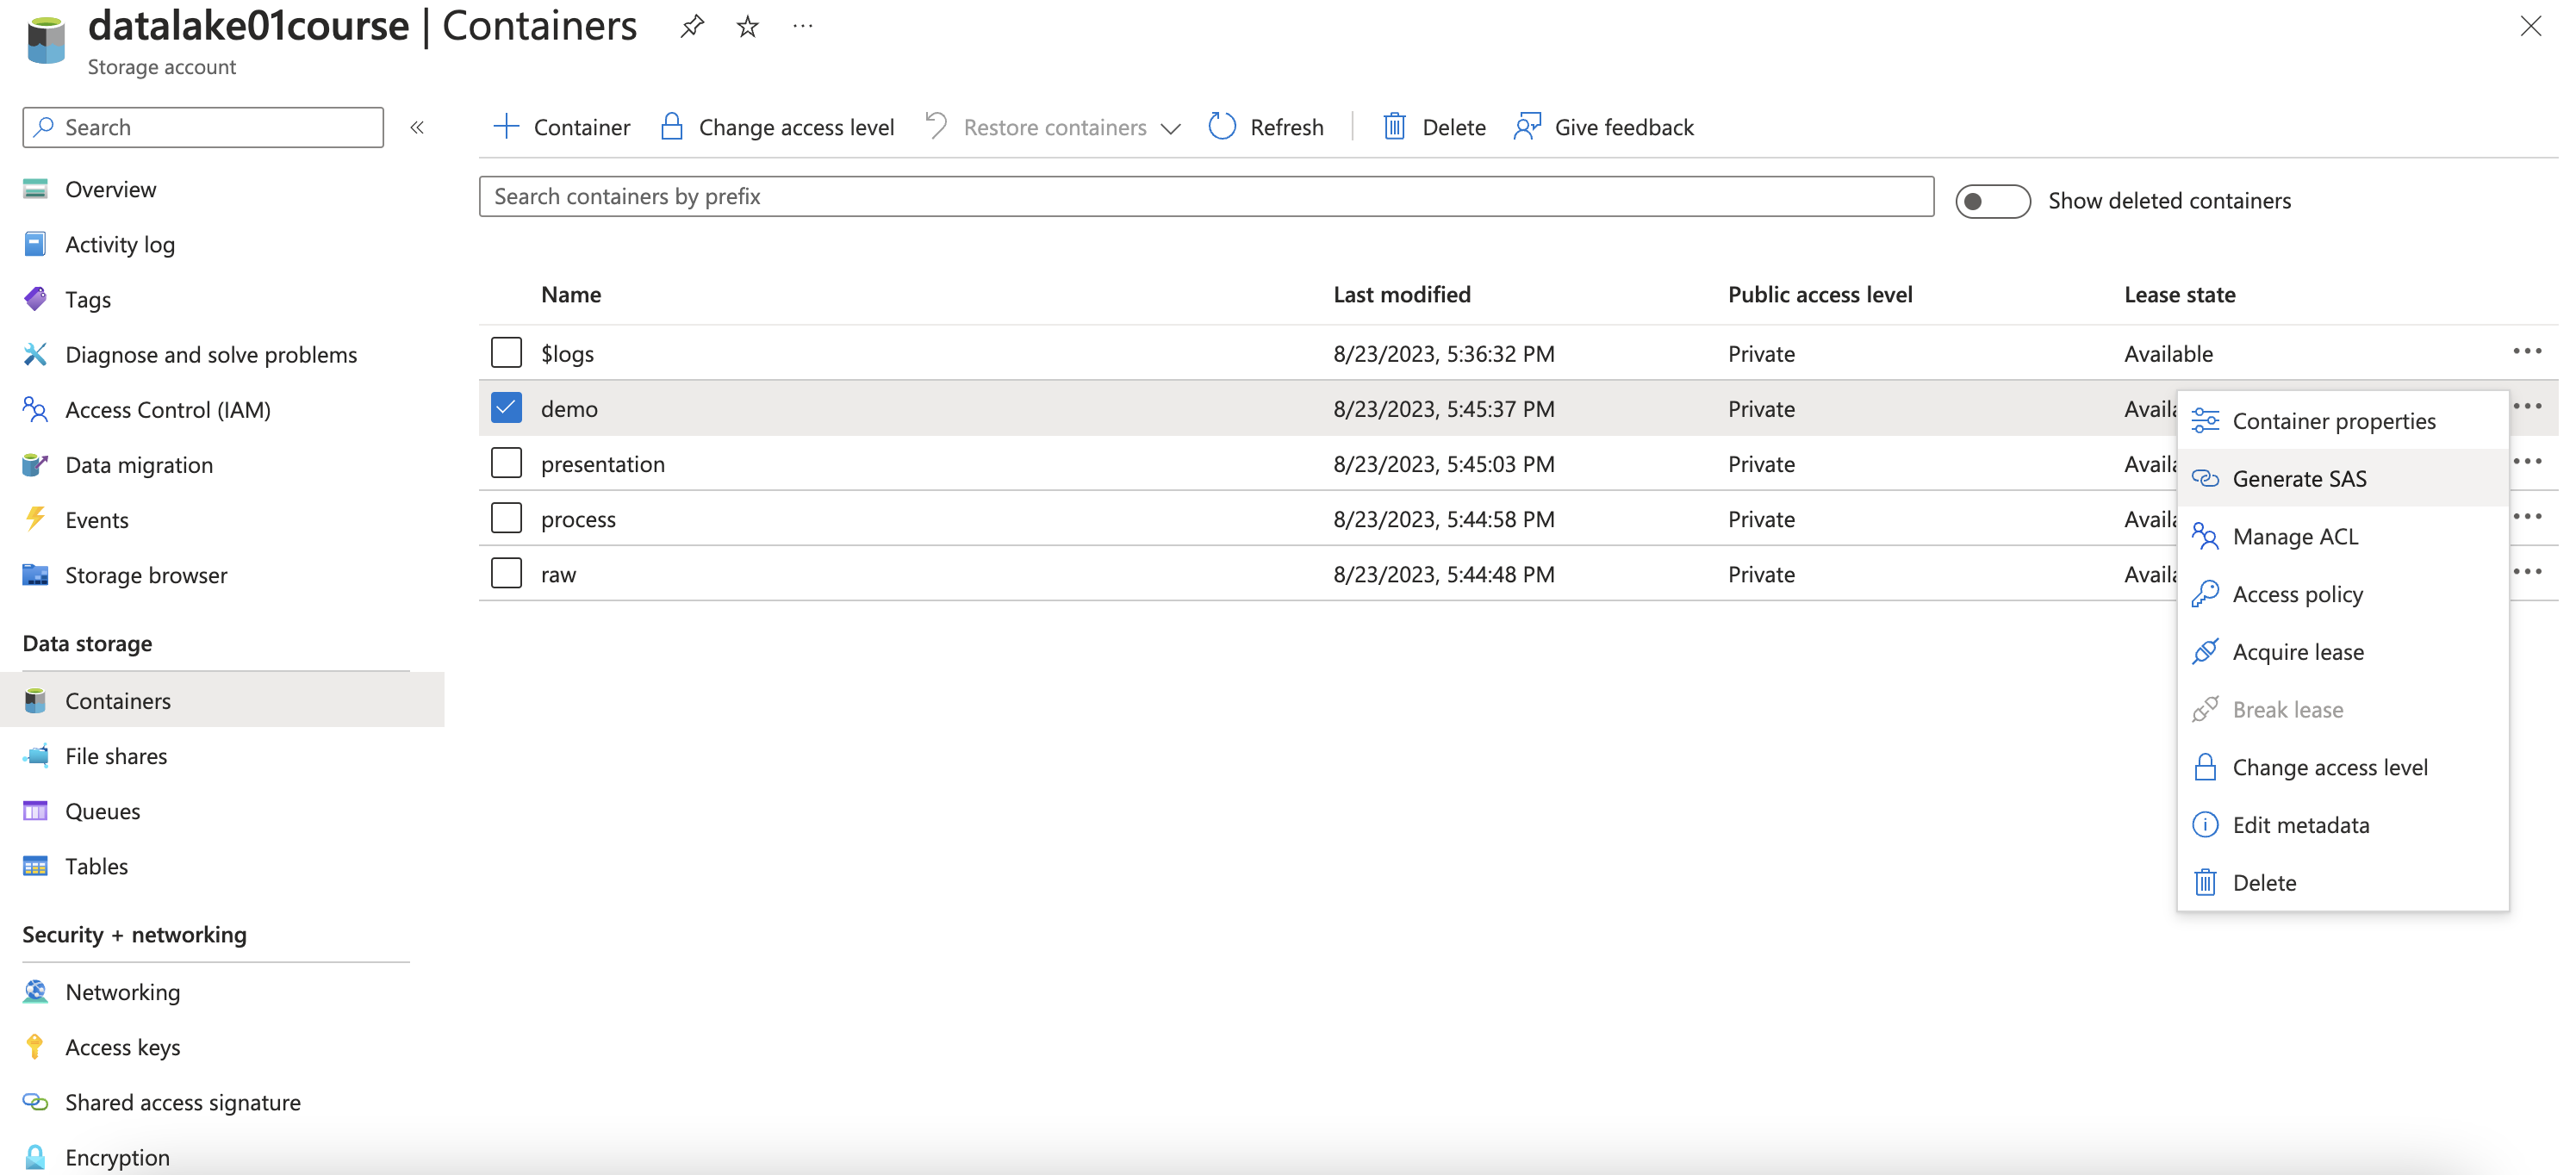 datalake01course | Containers
Storage account
Search
Overview
Activity log
Tags
Diagnose and solve problems
Access Control (IAM)
Data migration
Events
Storage browser
Data storage
Containers
File shares
Queues
Tables
Security + networking
Networking
Access keys
Shared access signature
Encryption
Container Change access level Restore containers Refresh Delete Give feedback
Search containers by prefix
Show deleted containers
Name Last modified Public access level Lease state
$logs 8/23/2023, 5:36:32 PM Private Available
demo 8/23/2023, 5:45:37 PM Private Availa
presentation 8/23/2023, 5:45:03 PM Private Availa
process 8/23/2023, 5:44:58 PM Private Availa
raw 8/23/2023, 5:44:48 PM Private Availa
Container properties
Generate SAS
Manage ACL
Access policy
Acquire lease
Break lease
Change access level
Edit metadata
Delete